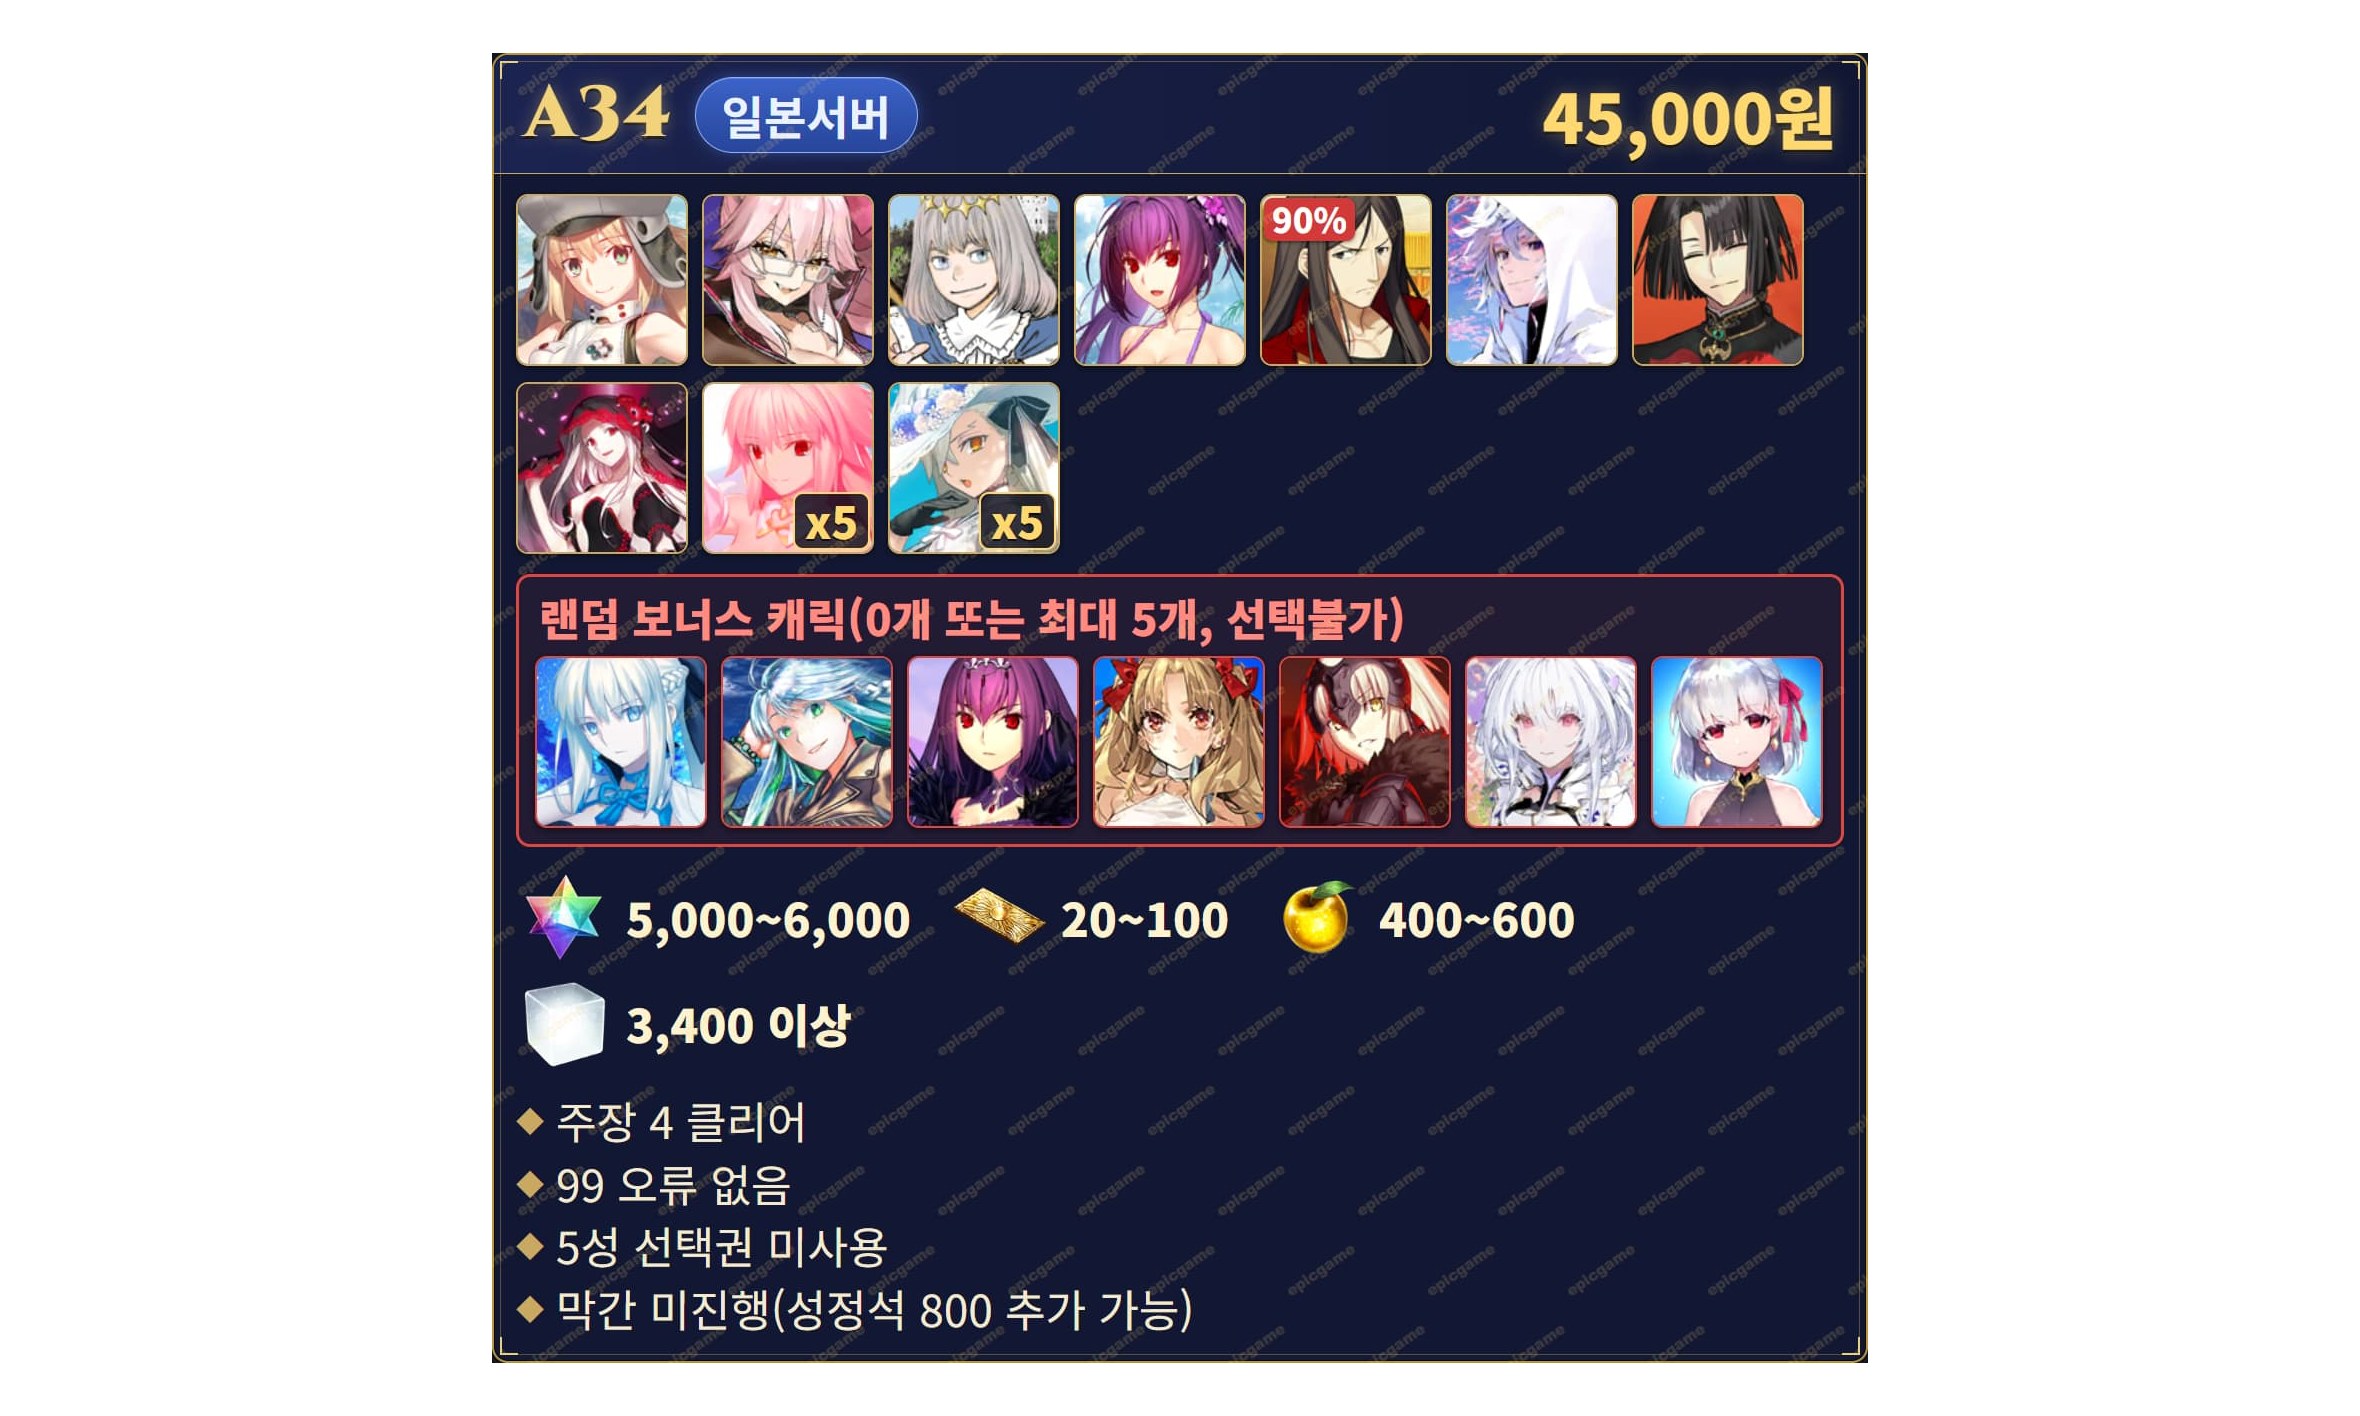 A34 일본서버 45,000원
90%
x5 x5
랜덤 보너스 캐릭(0개 또는 최대 5개, 선택불가)
5,000~6,000 20~100 400~600
3,400 이상
주장 4 클리어
99 오류 없음
5성 선택권 미사용
막간 미진행(성정석 800 추가 가능)
epicgame